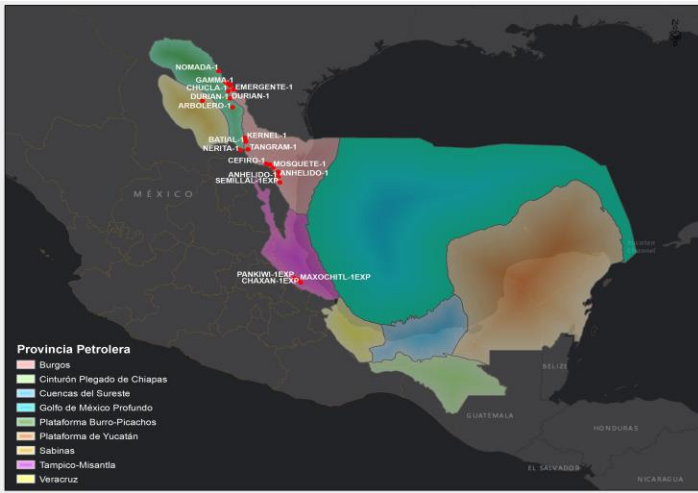 NOMADA-1
GAMMA-1
CHUCLA-1 EMERGENTE-1
DURIAN-1 DURIAN-1
ARBOLERO-1
BATIAL-1 KERNEL-1
NERITA-1 TANGRAM-1
CEFIRO-1 MOSQUETE-1
ANHELIDO-1 ANHELIDO-1
SEMILLAL-1EXP
MÉXICO
Yucatan
Channel
PANKIWI-1EXP MAXOCHITL-1EXP
CHAXAN-1EXP
Provincia Petrolera
Burgos
Cinturón Plegado de Chiapas
Cuencas del Sureste
Golfo de México Profundo
Plataforma Burro-Picachos
Plataforma de Yucatán
Sabinas
Tampico-Misantla
Veracruz
BELIZE
GUATEMALA
HONDURAS
EL SALVADOR
NICARAGUA